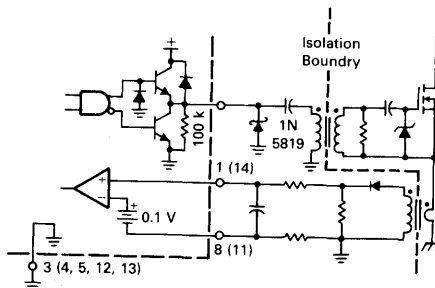 +
Isolation
Boundry
100 k
1N
5819
1 (14)
+
−
+
0.1 V
8 (11)
3 (4, 5, 12, 13)